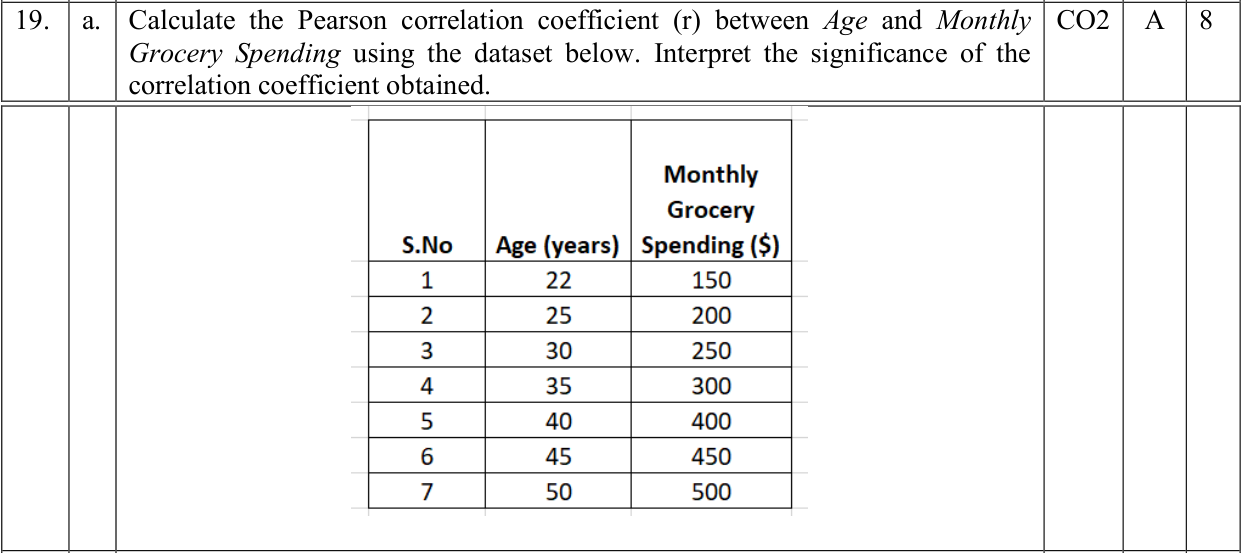 19. a. Calculate the Pearson correlation coefficient (r) between Age and Monthly CO2 A 8
Grocery Spending using the dataset below. Interpret the significance of the
correlation coefficient obtained.
Monthly
Grocery
S.No Age (years) Spending ($)
1 22 150
2 25 200
3 30 250
4 35 300
5 40 400
6 45 450
7 50 500